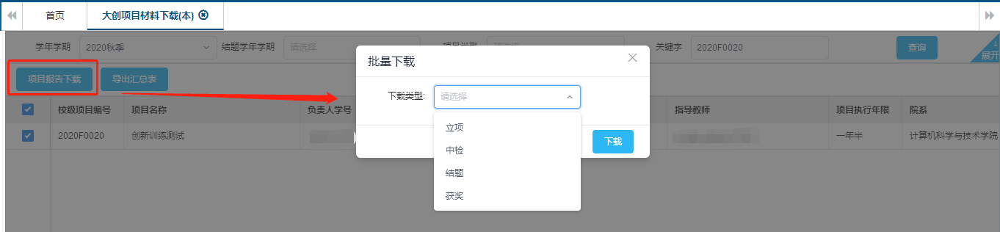 首页
大创项目材料下载(本)
学年学期
2020秋季
结题学年学期
请选择
项目类型
请选择
关键字
2020F0020
查询
展开
项目报告下载
导出汇总表
批量下载
下载类型:
请选择
立项
中检
结题
获奖
下载
校级项目编号
项目名称
负责人学号
指导教师
项目执行年限
院系
2020F0020
创新训练测试
一年半
计算机科学与技术学院